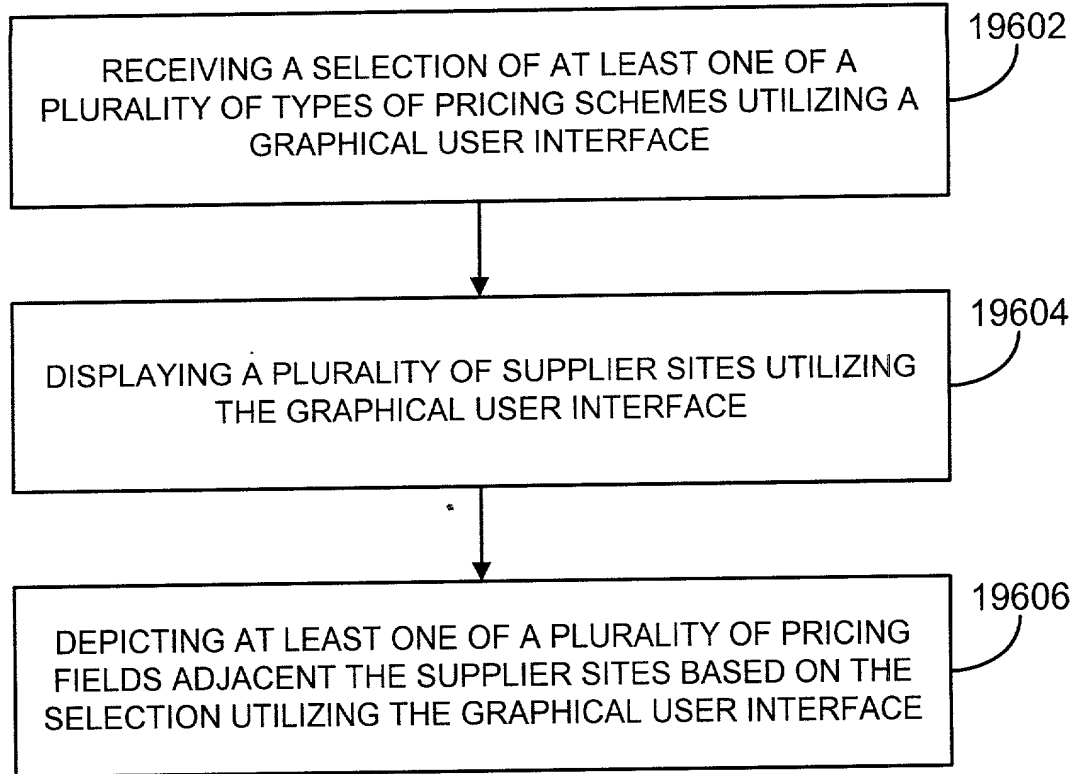 19602
RECEIVING A SELECTION OF AT LEAST ONE OF A
PLURALITY OF TYPES OF PRICING SCHEMES UTILIZING A
GRAPHICAL USER INTERFACE
19604
DISPLAYING A PLURALITY OF SUPPLIER SITES UTILIZING
THE GRAPHICAL USER INTERFACE
19606
DEPICTING AT LEAST ONE OF A PLURALITY OF PRICING
FIELDS ADJACENT THE SUPPLIER SITES BASED ON THE
SELECTION UTILIZING THE GRAPHICAL USER INTERFACE